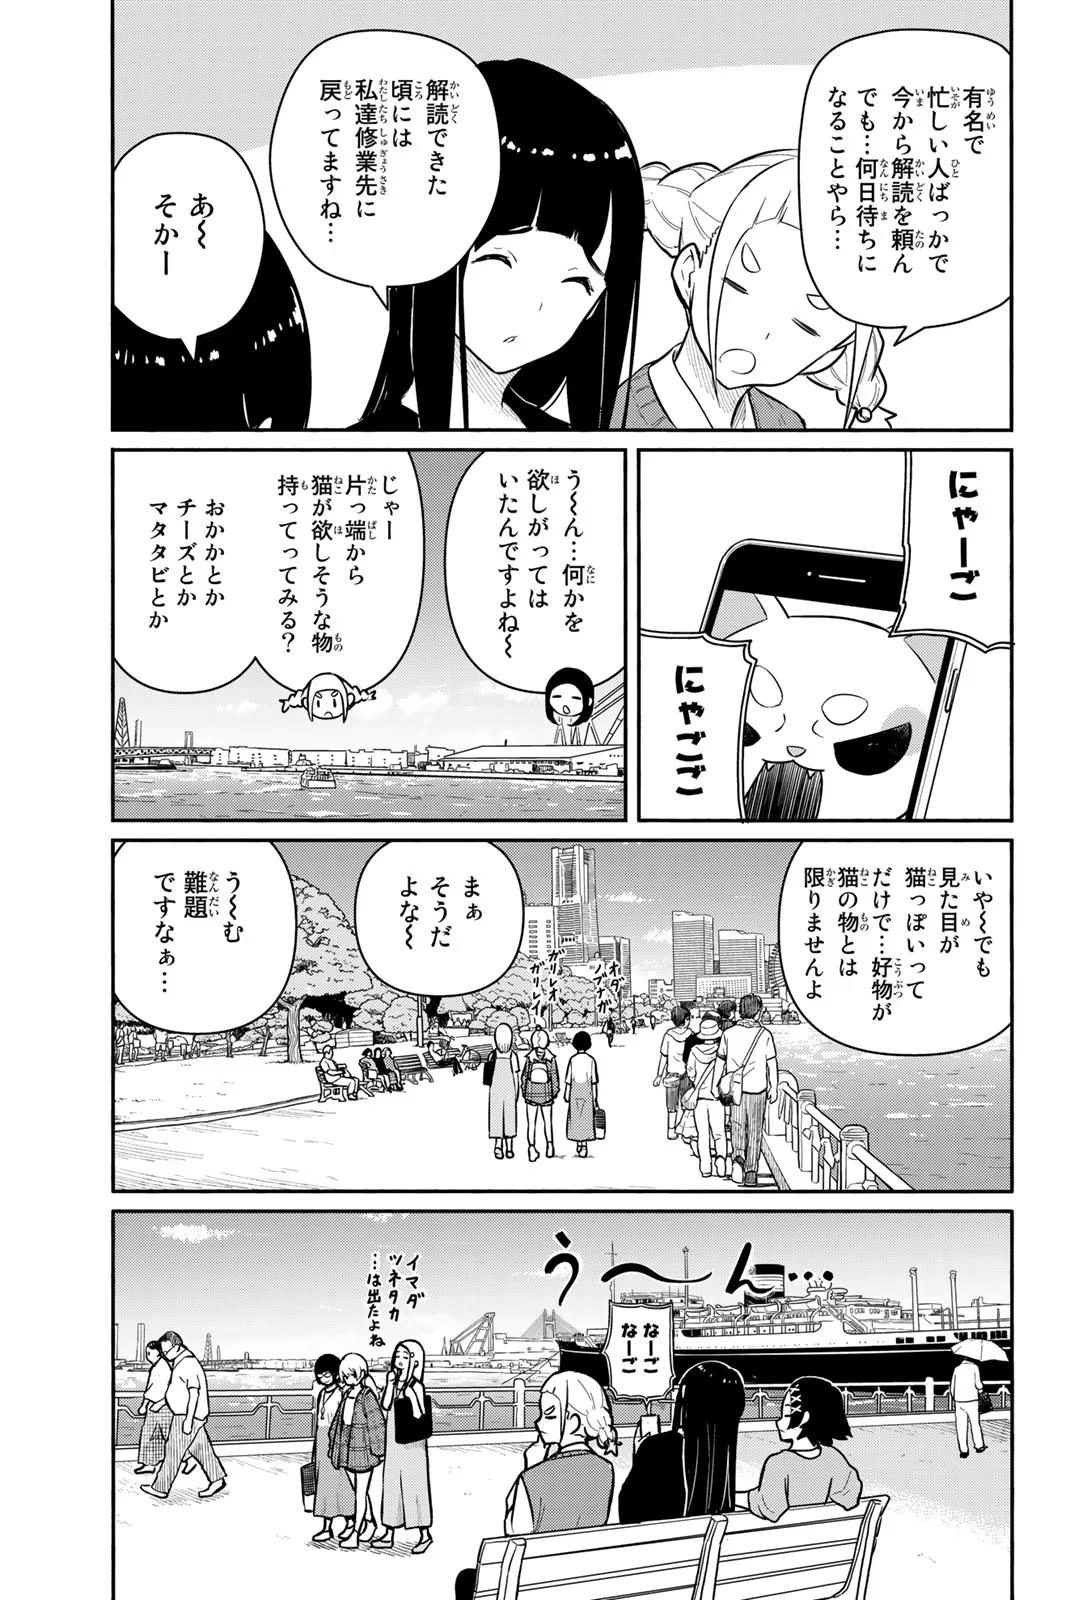 有名で
忙しい人ばっかで
今から解読を頼ん
でも…何日待ちに
なることやら…
解読できた
頃には
私達修業先に
戻ってますね…
あ〜
そかー
にゃーご
にゃごご
う〜ん…何かを
欲しがっては
いたんですよね〜
じゃー
片っ端から
猫が欲しそうな物
持ってってみる？
おかかとか
チーズとか
マタタビとか
いや〜でも
見た目が
猫っぽいって
だけで…好物が
猫の物とは
限りませんよ
オダ
ノブナガ
ガリレオ
ガリレイ
まぁ
そうだ
よな〜
う〜む
難題
ですなぁ…
う〜ん…
なーご
なーご
イマダ
ツネタカ
…は出たよね